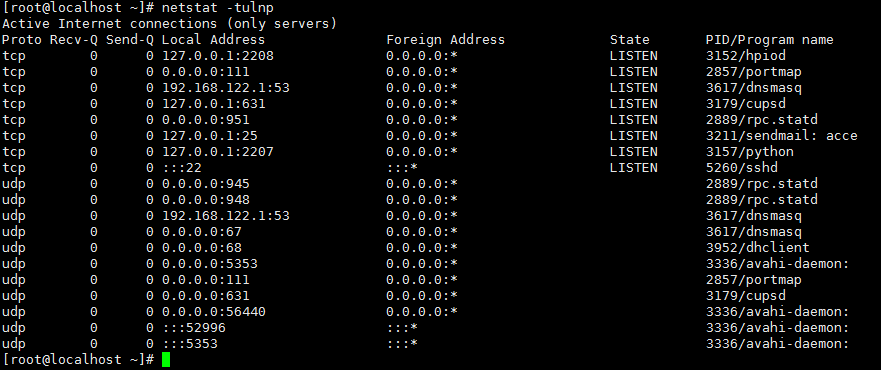 [root@localhost ~]# netstat -tulnp
Active Internet connections (only servers)
Proto Recv-Q Send-Q Local Address               Foreign Address             State       PID/Program name
tcp        0      0 127.0.0.1:2208              0.0.0.0:*                   LISTEN      3152/hpiod
tcp        0      0 0.0.0.0:111                 0.0.0.0:*                   LISTEN      2857/portmap
tcp        0      0 192.168.122.1:53            0.0.0.0:*                   LISTEN      3617/dnsmasq
tcp        0      0 127.0.0.1:631               0.0.0.0:*                   LISTEN      3179/cupsd
tcp        0      0 0.0.0.0:951                 0.0.0.0:*                   LISTEN      2889/rpc.statd
tcp        0      0 127.0.0.1:25                0.0.0.0:*                   LISTEN      3211/sendmail: acce
tcp        0      0 127.0.0.1:2207              0.0.0.0:*                   LISTEN      3157/python
tcp        0      0 :::22                       :::*                        LISTEN      5260/sshd
udp        0      0 0.0.0.0:945                 0.0.0.0:*                               2889/rpc.statd
udp        0      0 0.0.0.0:948                 0.0.0.0:*                               2889/rpc.statd
udp        0      0 192.168.122.1:53            0.0.0.0:*                               3617/dnsmasq
udp        0      0 0.0.0.0:67                  0.0.0.0:*                               3617/dnsmasq
udp        0      0 0.0.0.0:68                  0.0.0.0:*                               3952/dhclient
udp        0      0 0.0.0.0:5353                0.0.0.0:*                               3336/avahi-daemon:
udp        0      0 0.0.0.0:111                 0.0.0.0:*                               2857/portmap
udp        0      0 0.0.0.0:631                 0.0.0.0:*                               3179/cupsd
udp        0      0 0.0.0.0:56440               0.0.0.0:*                               3336/avahi-daemon:
udp        0      0 :::52996                    :::*                                    3336/avahi-daemon:
udp        0      0 :::5353                     :::*                                    3336/avahi-daemon:
[root@localhost ~]#